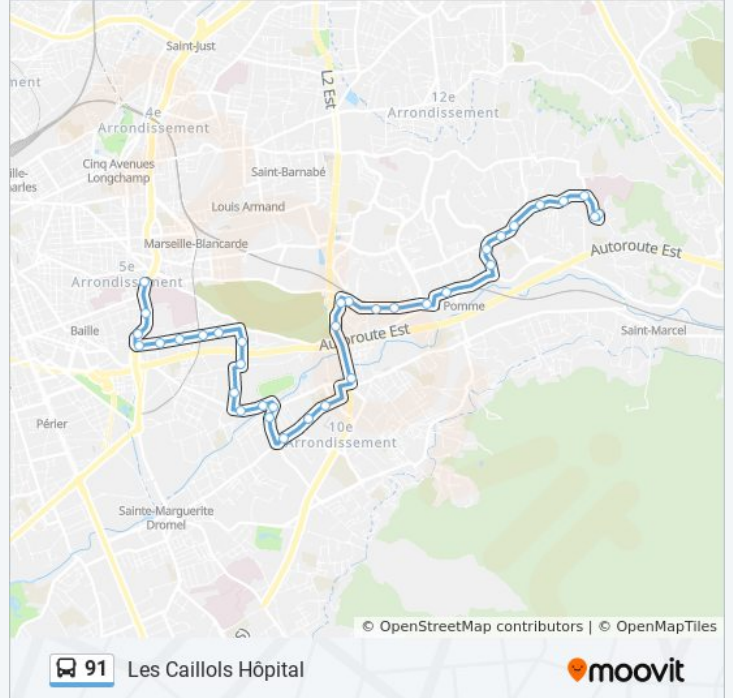 Saint-Just
ment
L2 Est
12e
Arrondissement
4e
Arrondissement
Cinq Avenues
Longchamp
ille-
arles
Saint-Barnabé
Louis Armand
Marseille-Blancarde
Autoroute Est
5e
Arrondissement
Pomme
Baille
Autoroute Est
Saint-Marcel
Périer
10e
Arrondissement
Sainte-Marguerite
Dromel
© OpenStreetMap contributors | © OpenMapTiles
91 Les Caillols Hôpital
moovit